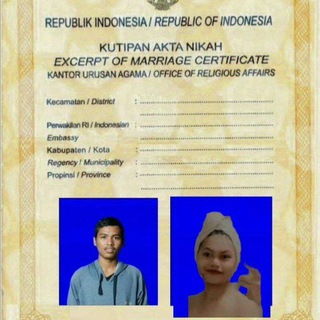 REPUBLIK INDONESIA / REPUBLIC OF INDONESIA
KUTIPAN AKTA NIKAH
EXCERPT OF MARRIAGE CERTIFICATE
KANTOR URUSAN AGAMA / OFFICE OF RELIGIOUS AFFAIRS
Kecamatan / District :
Perwakilan RI / Indonesian :
Embassy
Kabupaten / Kota :
Regency / Municipality
Propinsi / Province :